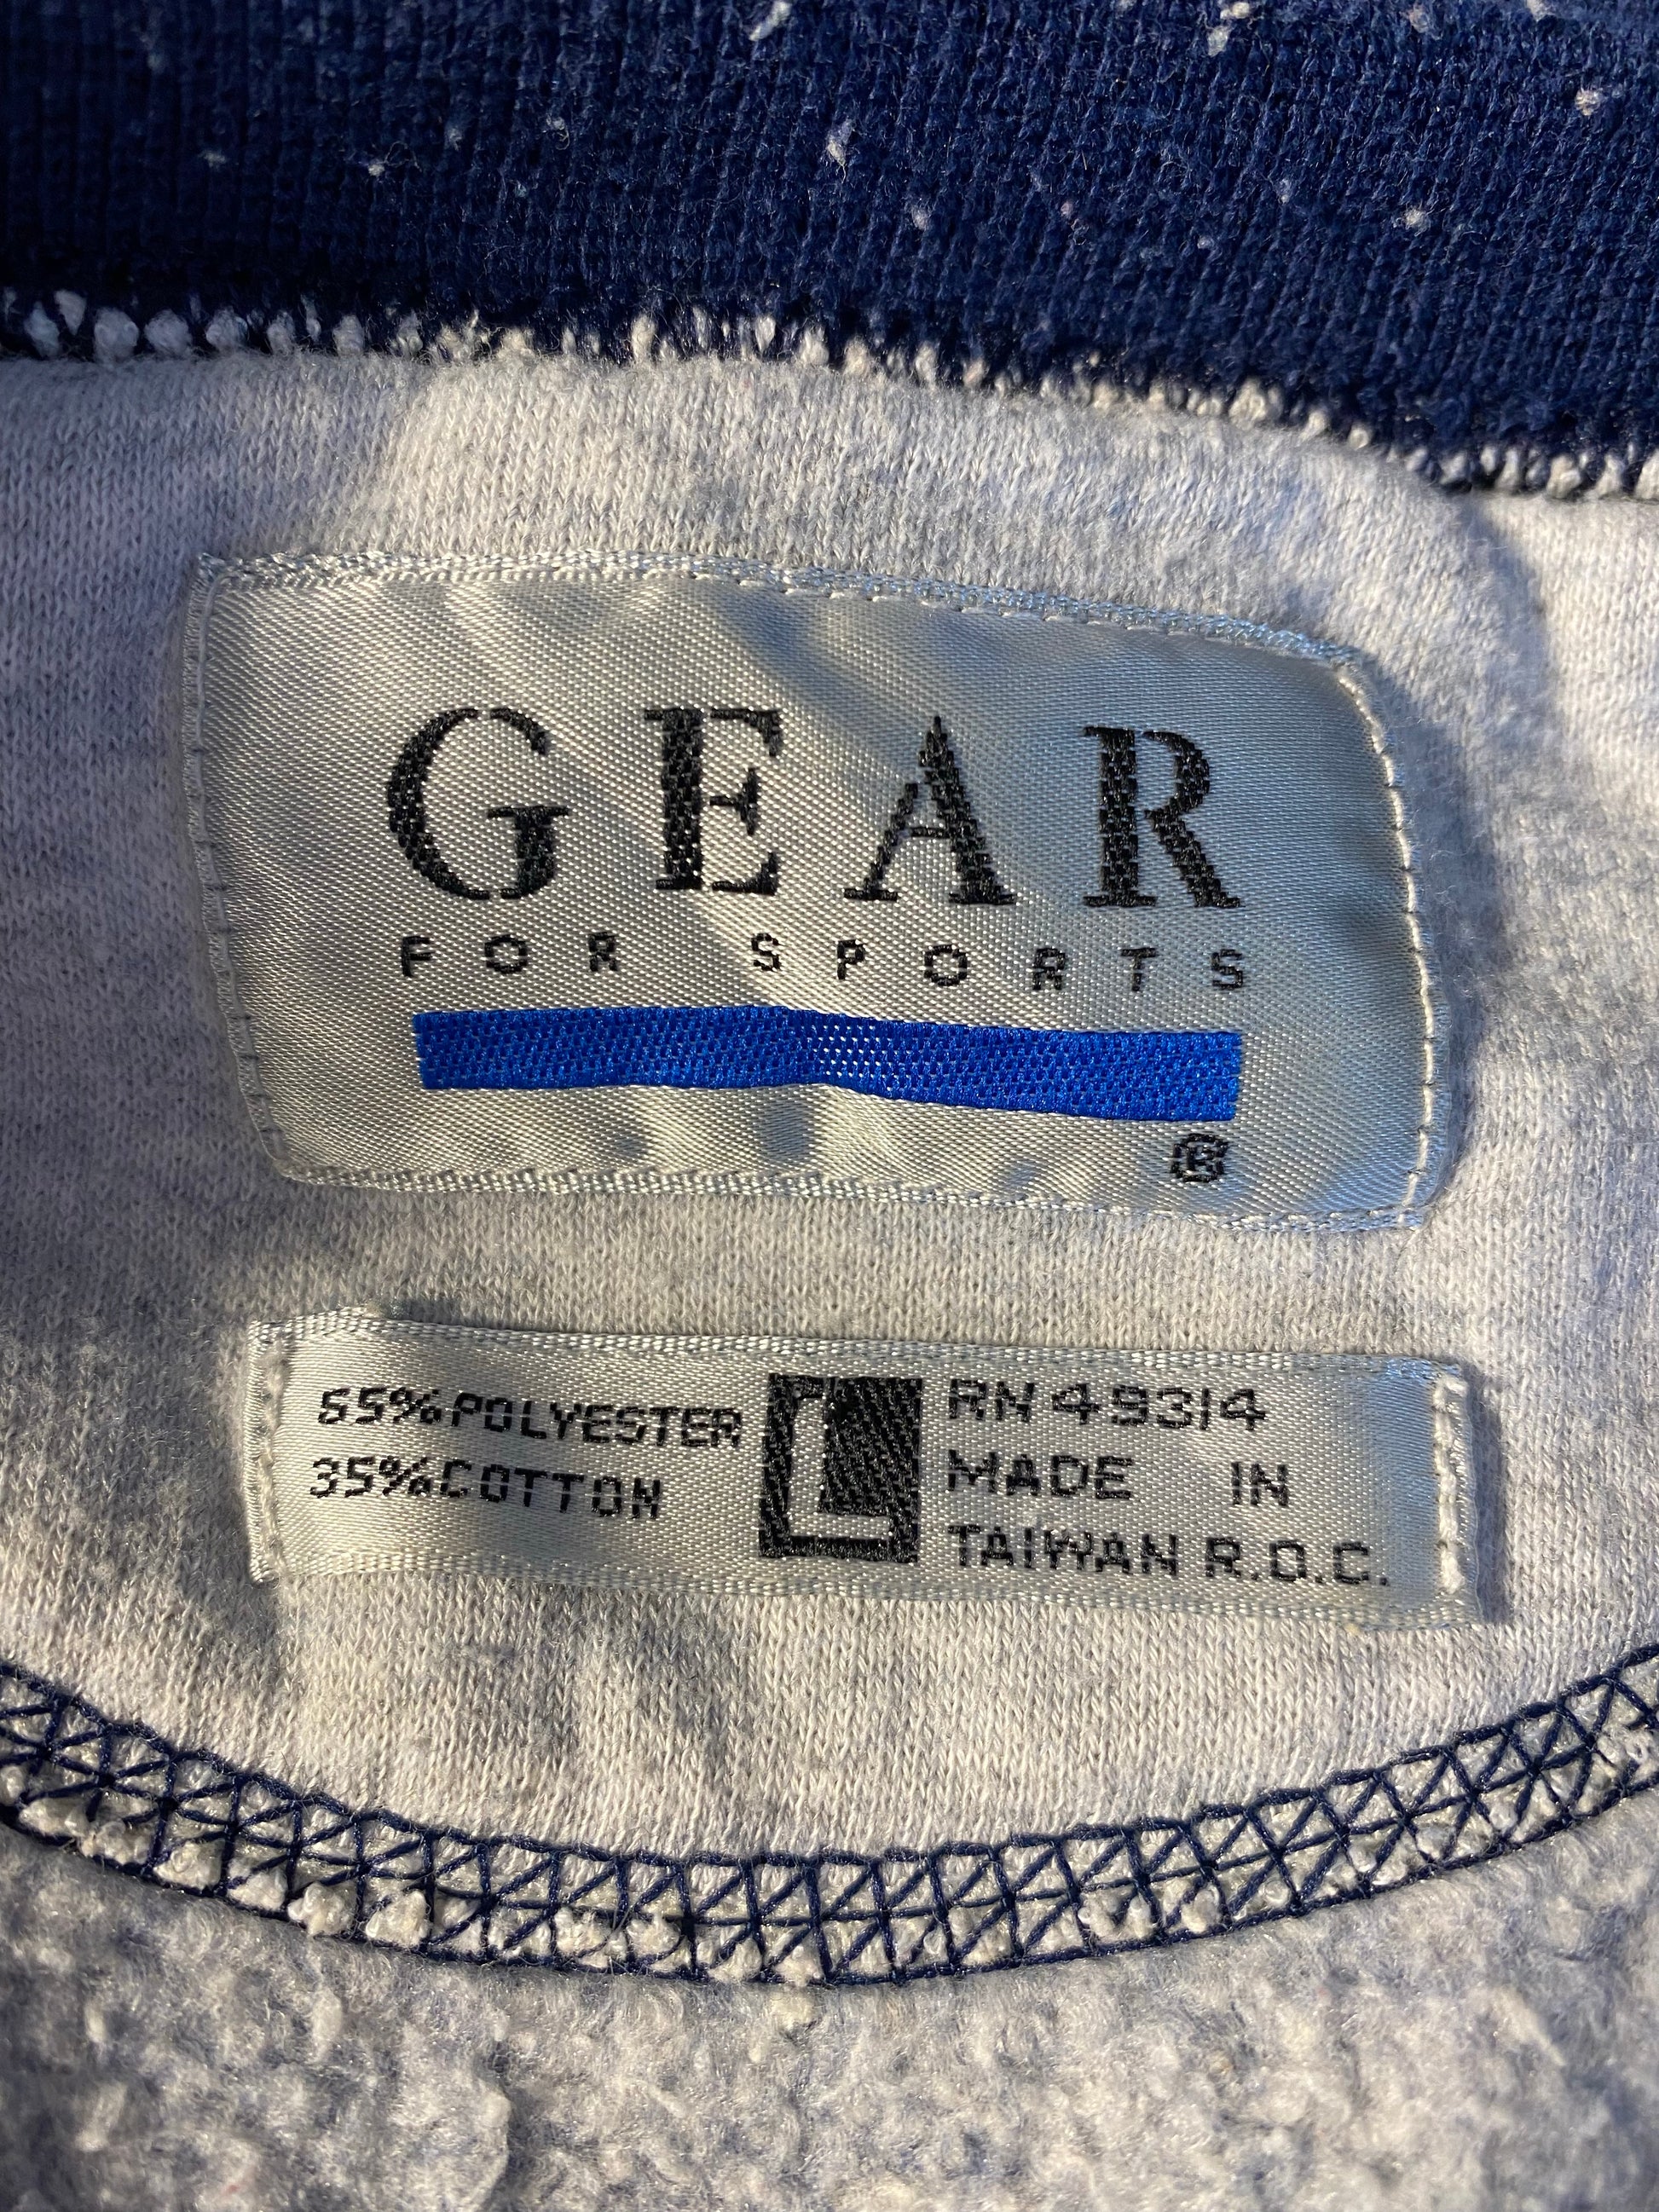 GEAR
FOR SPORTS
®
65%POLYESTER
35%COTTON
L
RN 49314
MADE IN
TAIWAN R.O.C.